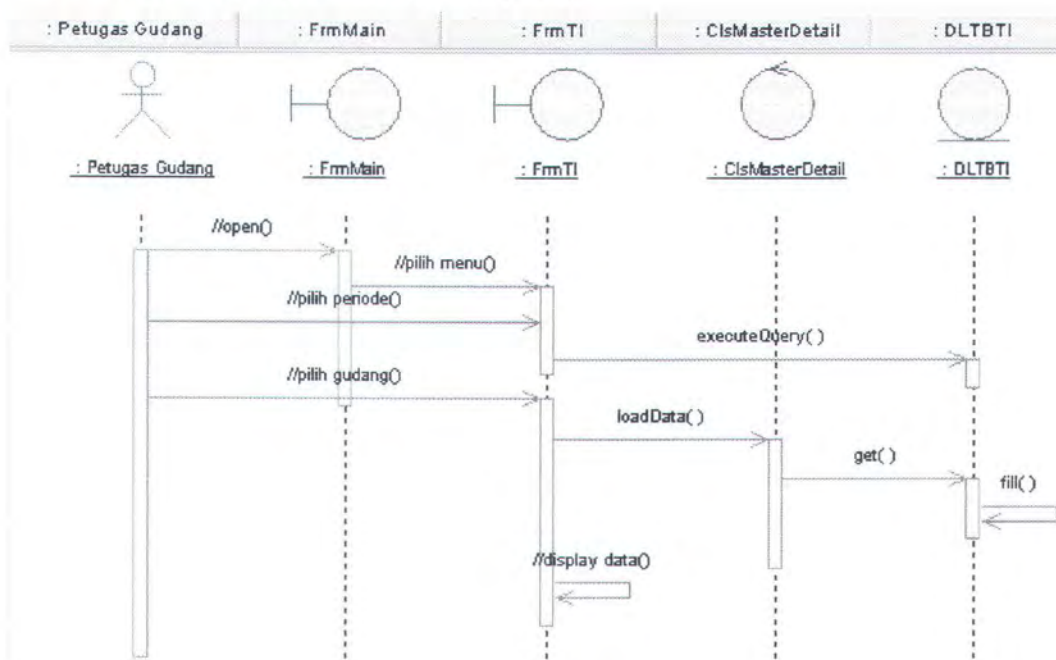 : Petugas Gudang : FrmMain : FrmTI : ClsMasterDetail : DLTBTI
: Petugas Gudang : FrmMain : FrmTI : ClsMasterDetail : DLTBTI
//open()
//pilih menu()
//pilih periode()
executeQuery( )
//pilih gudang()
loadData( )
get( )
fill( )
//display data()